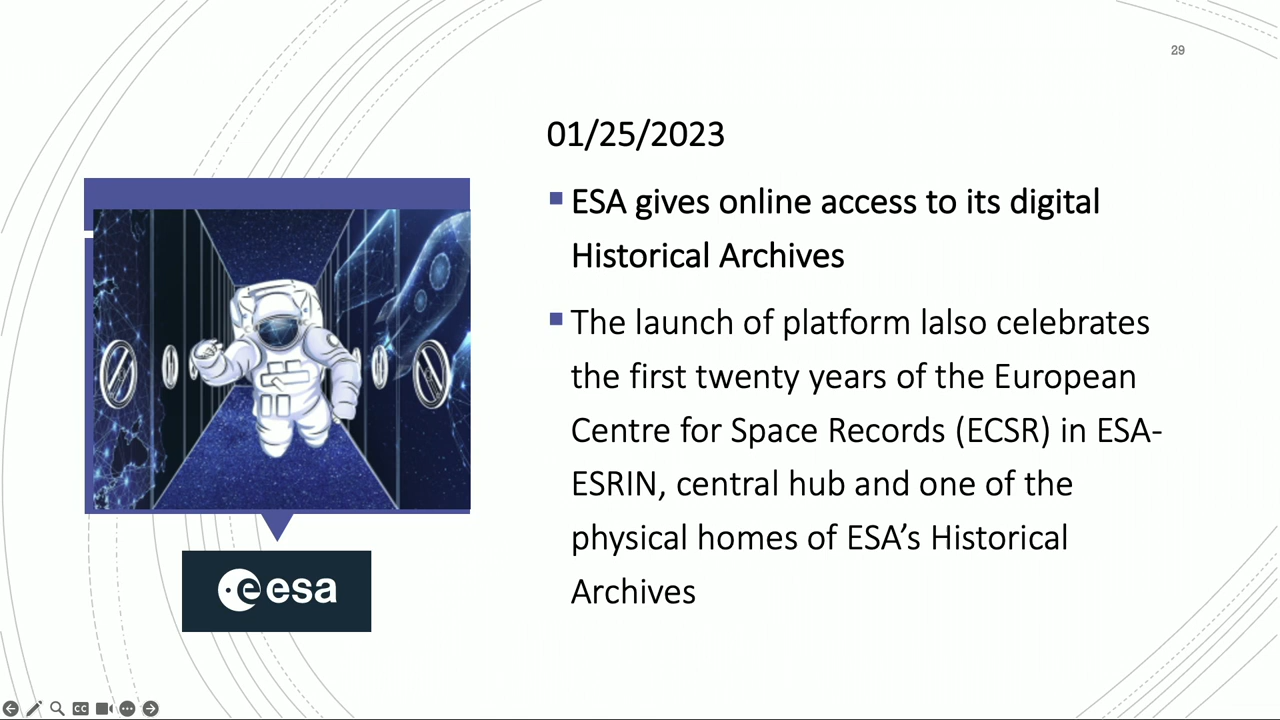 29
01/25/2023
ESA gives online access to its digital
Historical Archives
The launch of platform lalso celebrates
the first twenty years of the European
Centre for Space Records (ECSR) in ESA-
ESRIN, central hub and one of the
physical homes of ESA’s Historical
Archives
esa
CC